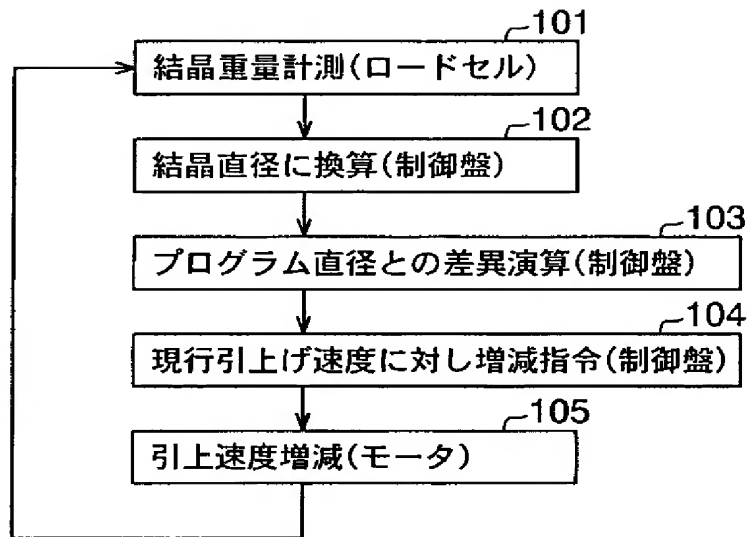 101
結晶重量計測(ロードセル)
102
結晶直径に換算(制御盤)
103
プログラム直径との差異演算(制御盤)
104
現行引上げ速度に対し増減指令(制御盤)
105
引上速度増減(モータ)